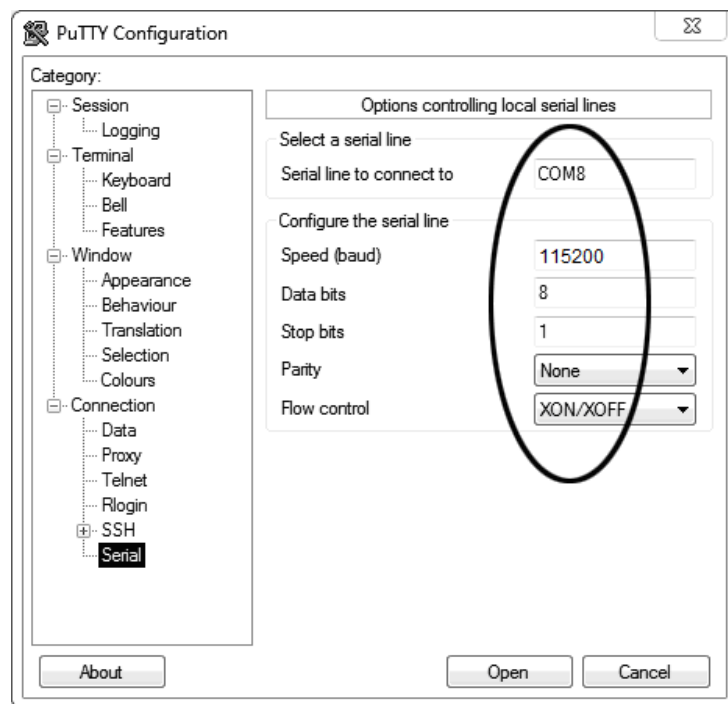 PuTTY Configuration
Category:
Session
Logging
Terminal
Keyboard
Bell
Features
Window
Appearance
Behaviour
Translation
Selection
Colours
Connection
Data
Proxy
Telnet
Rlogin
SSH
Serial
Options controlling local serial lines
Select a serial line
Serial line to connect to COM8
Configure the serial line
Speed (baud) 115200
Data bits 8
Stop bits 1
Parity None
Flow control XON/XOFF
About Open Cancel